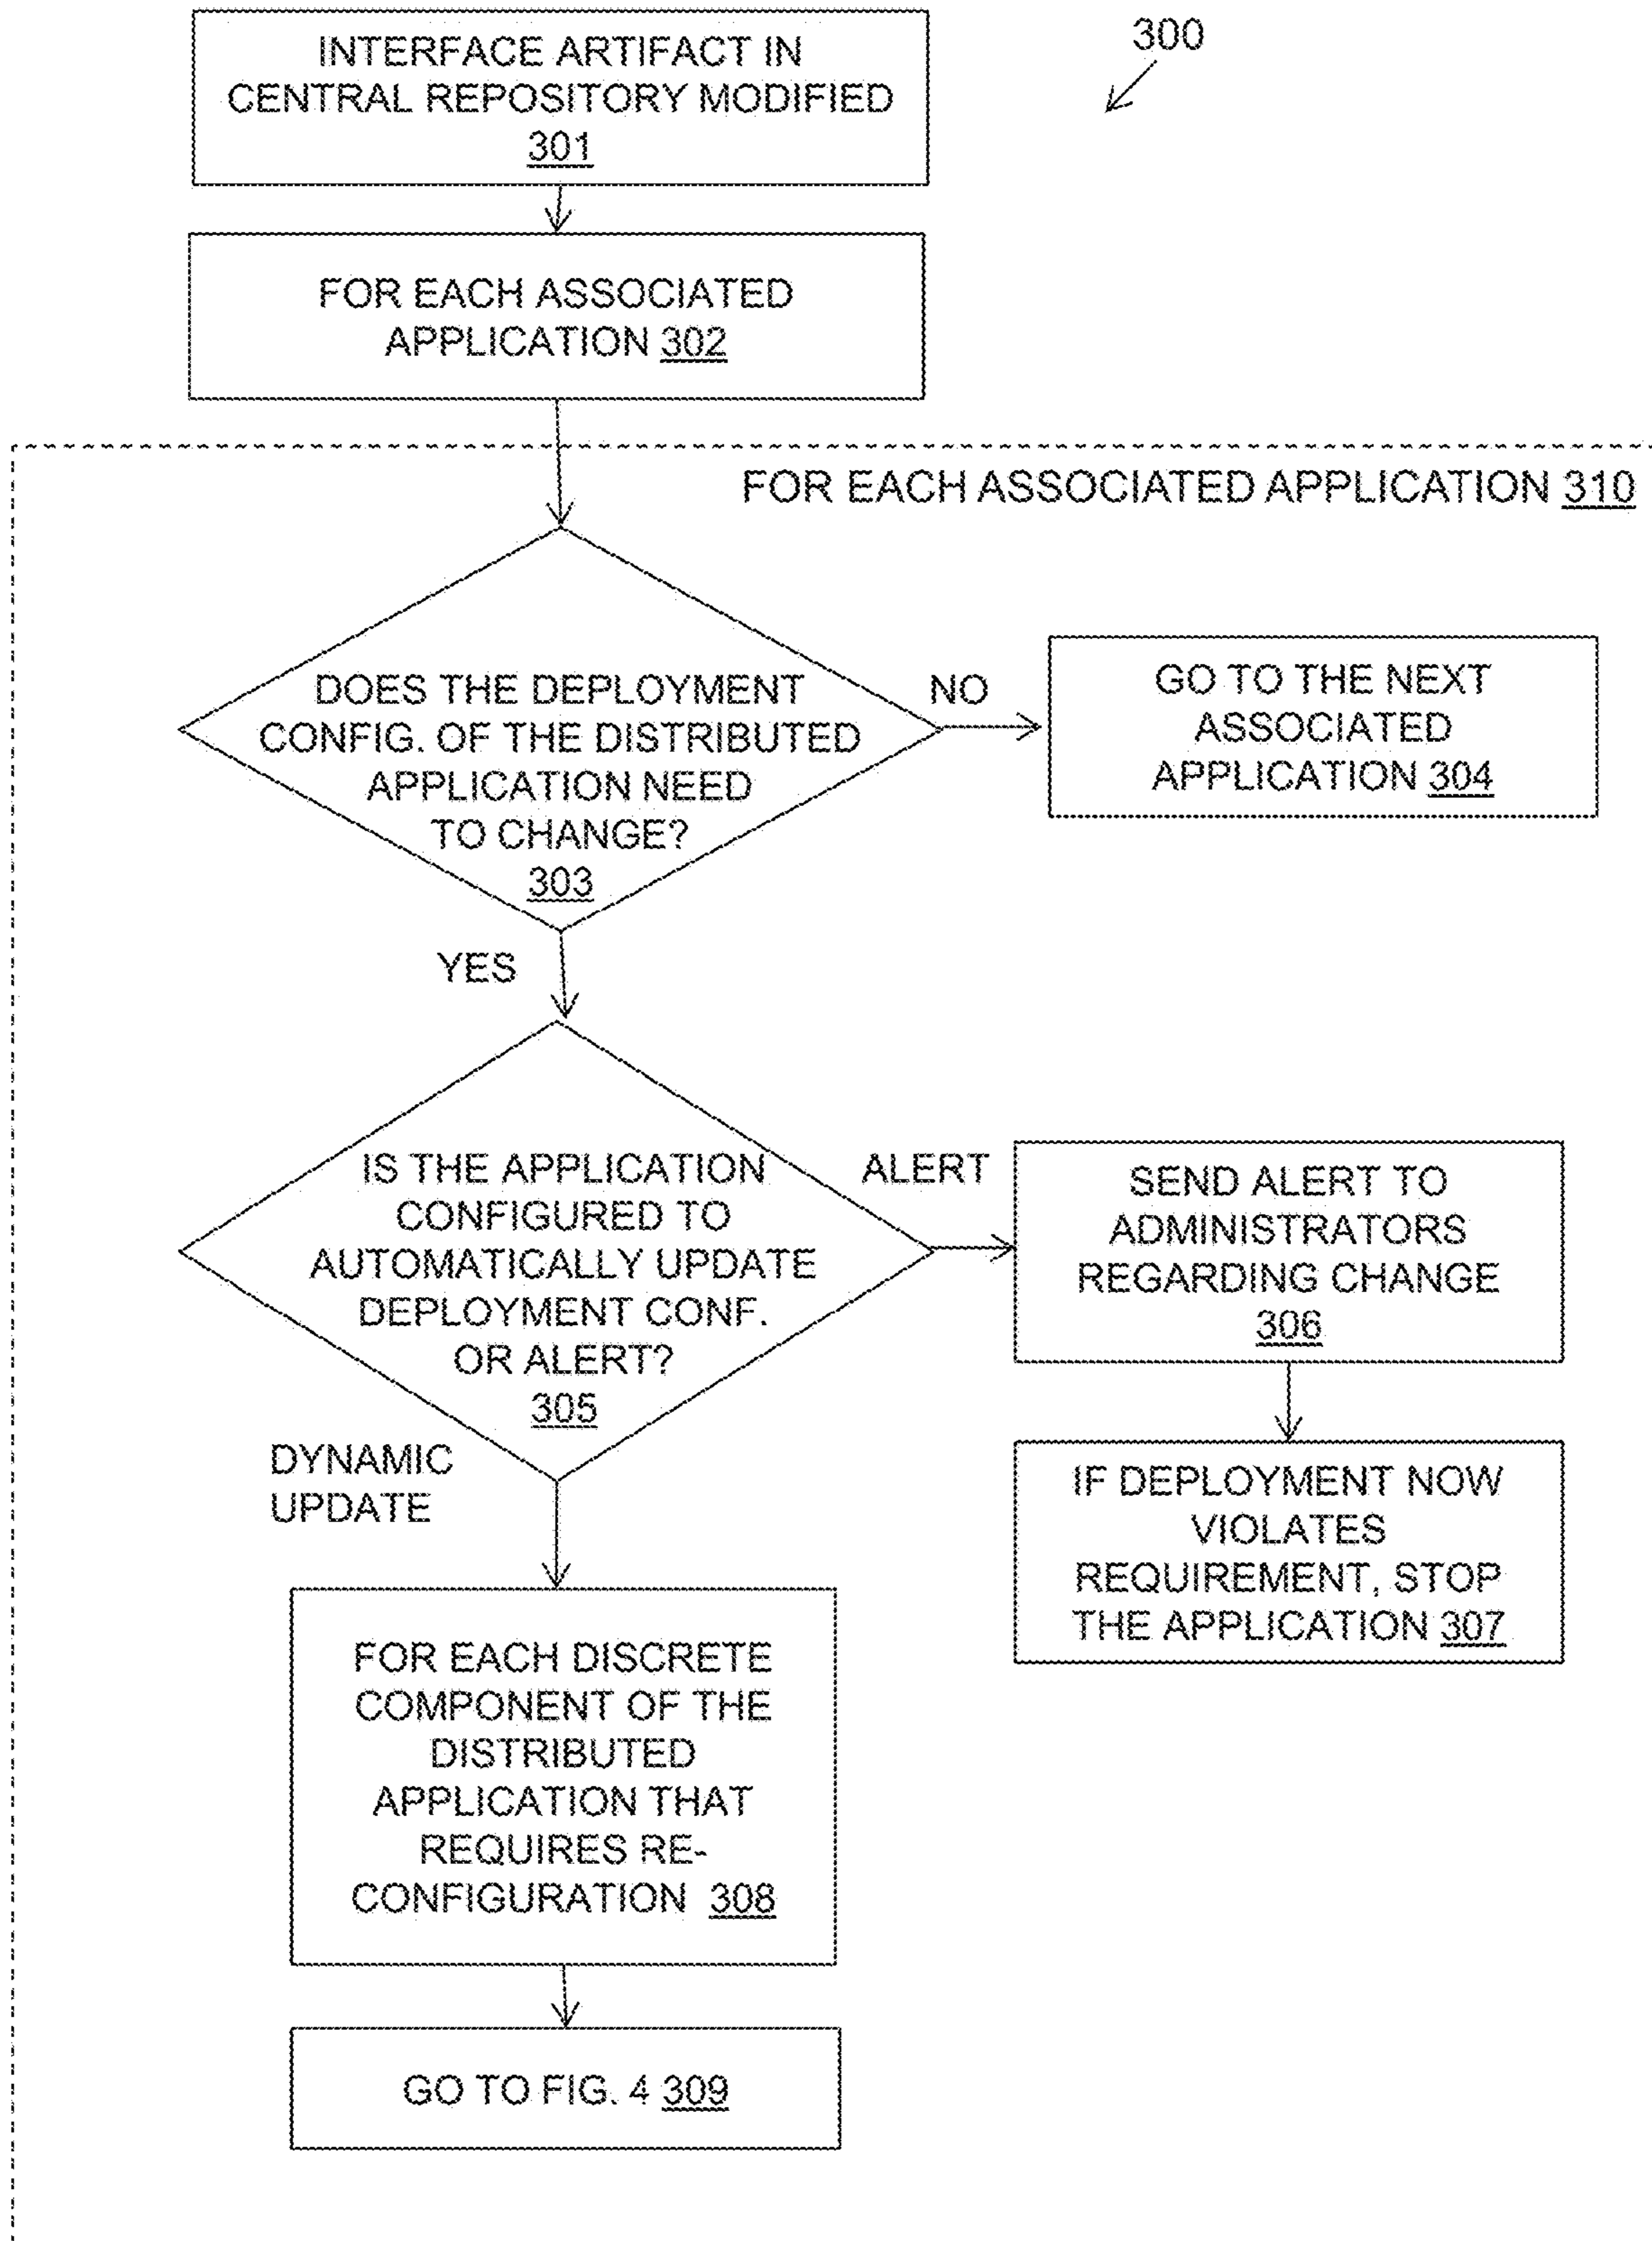 INTERFACE ARTIFACT IN
CENTRAL REPOSITORY MODIFIED
301
300
FOR EACH ASSOCIATED
APPLICATION 302
FOR EACH ASSOCIATED APPLICATION 310
DOES THE DEPLOYMENT
CONFIG. OF THE DISTRIBUTED
APPLICATION NEED
TO CHANGE?
303
NO
GO TO THE NEXT
ASSOCIATED
APPLICATION 304
YES
IS THE APPLICATION
CONFIGURED TO
AUTOMATICALLY UPDATE
DEPLOYMENT CONF.
OR ALERT?
305
ALERT
SEND ALERT TO
ADMINISTRATORS
REGARDING CHANGE
306
IF DEPLOYMENT NOW
VIOLATES
REQUIREMENT, STOP
THE APPLICATION 307
DYNAMIC
UPDATE
FOR EACH DISCRETE
COMPONENT OF THE
DISTRIBUTED
APPLICATION THAT
REQUIRES RE-
CONFIGURATION 308
GO TO FIG. 4 309